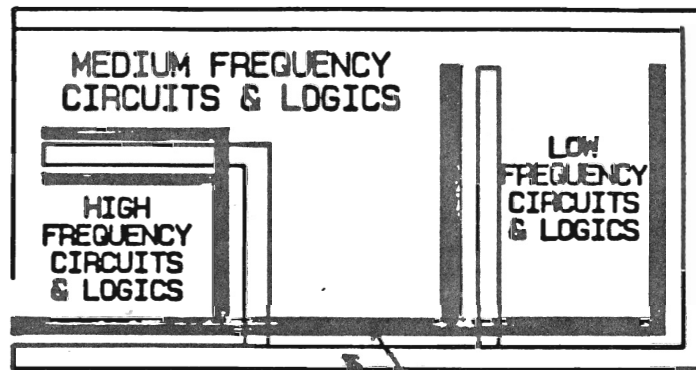 MEDIUM FREQUENCY
CIRCUITS & LOGICS
HIGH
FREQUENCY
CIRCUITS
& LOGICS
LOW
FREQUENCY
CIRCUITS
& LOGICS